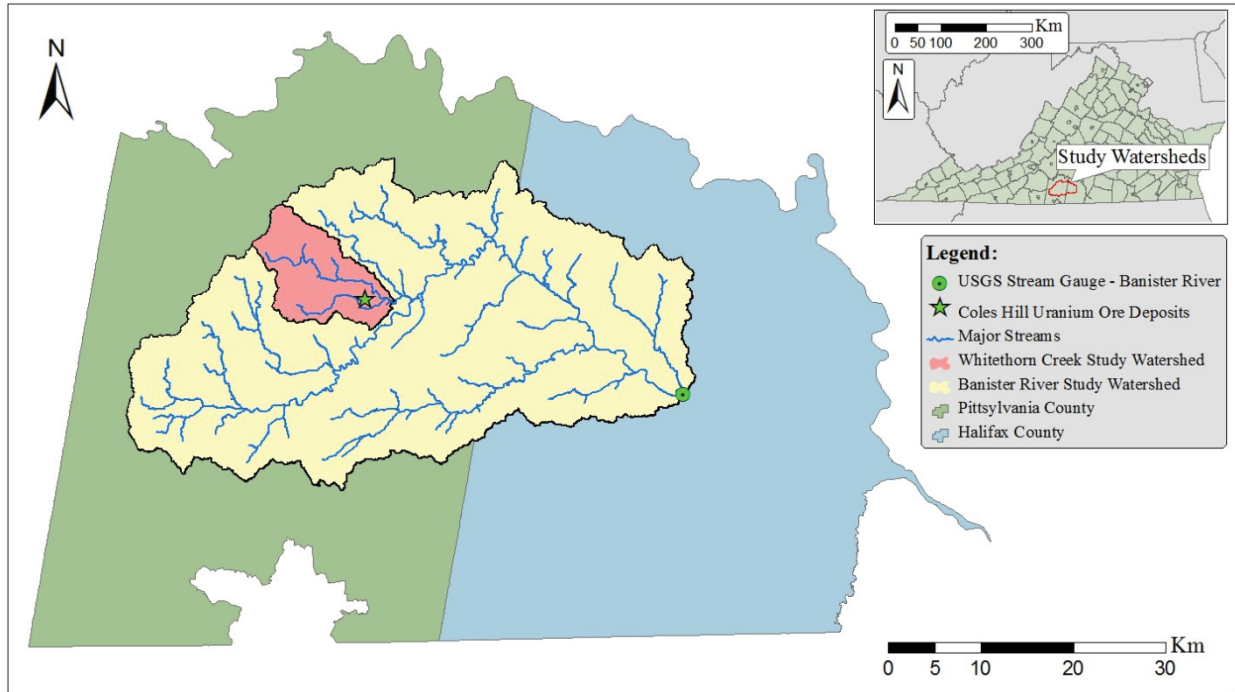 N
Km
0 50 100 200 300
N
Study Watersheds
Legend:
USGS Stream Gauge - Banister River
Coles Hill Uranium Ore Deposits
Major Streams
Whitethorn Creek Study Watershed
Banister River Study Watershed
Pittsylvania County
Halifax County
Km
0 5 10 20 30